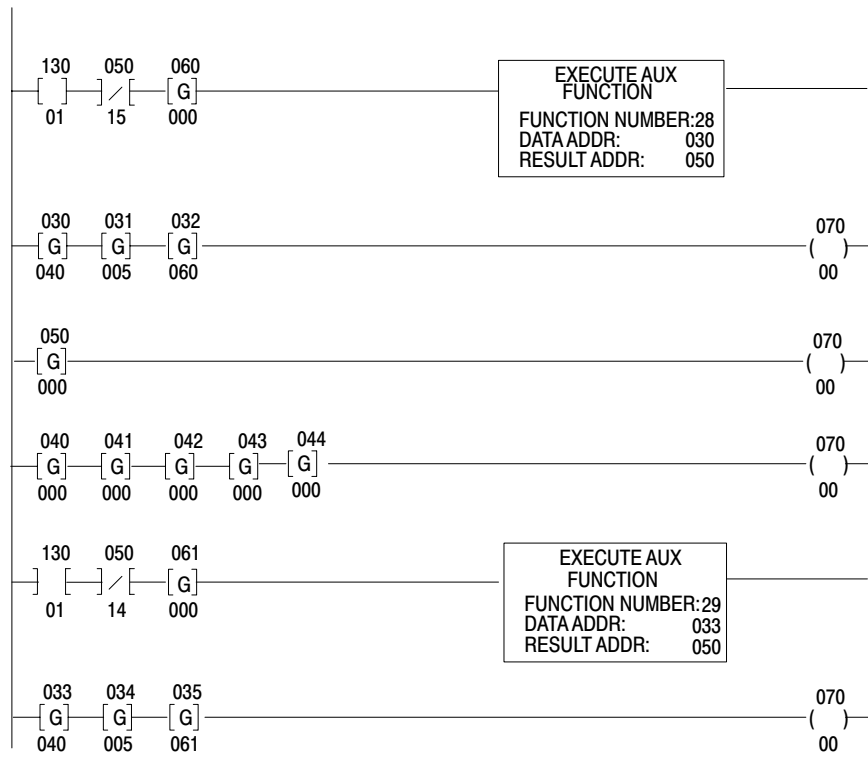 130 050 060
[ ] ] / [ [ G ]
01 15 000
EXECUTE AUX
FUNCTION
FUNCTION NUMBER:28
DATA ADDR: 030
RESULT ADDR: 050
030 031 032 070
[ G ] [ G ] [ G ] ( )
040 005 060 00
050 070
[ G ] ( )
000 00
040 041 042 043 044 070
[ G ] [ G ] [ G ] [ G ] [ G ] ( )
000 000 000 000 000 00
130 050 061
] [ ] / [ [ G ]
01 14 000
EXECUTE AUX
FUNCTION
FUNCTION NUMBER:29
DATA ADDR: 033
RESULT ADDR: 050
033 034 035 070
[ G ] [ G ] [ G ] ( )
040 005 061 00